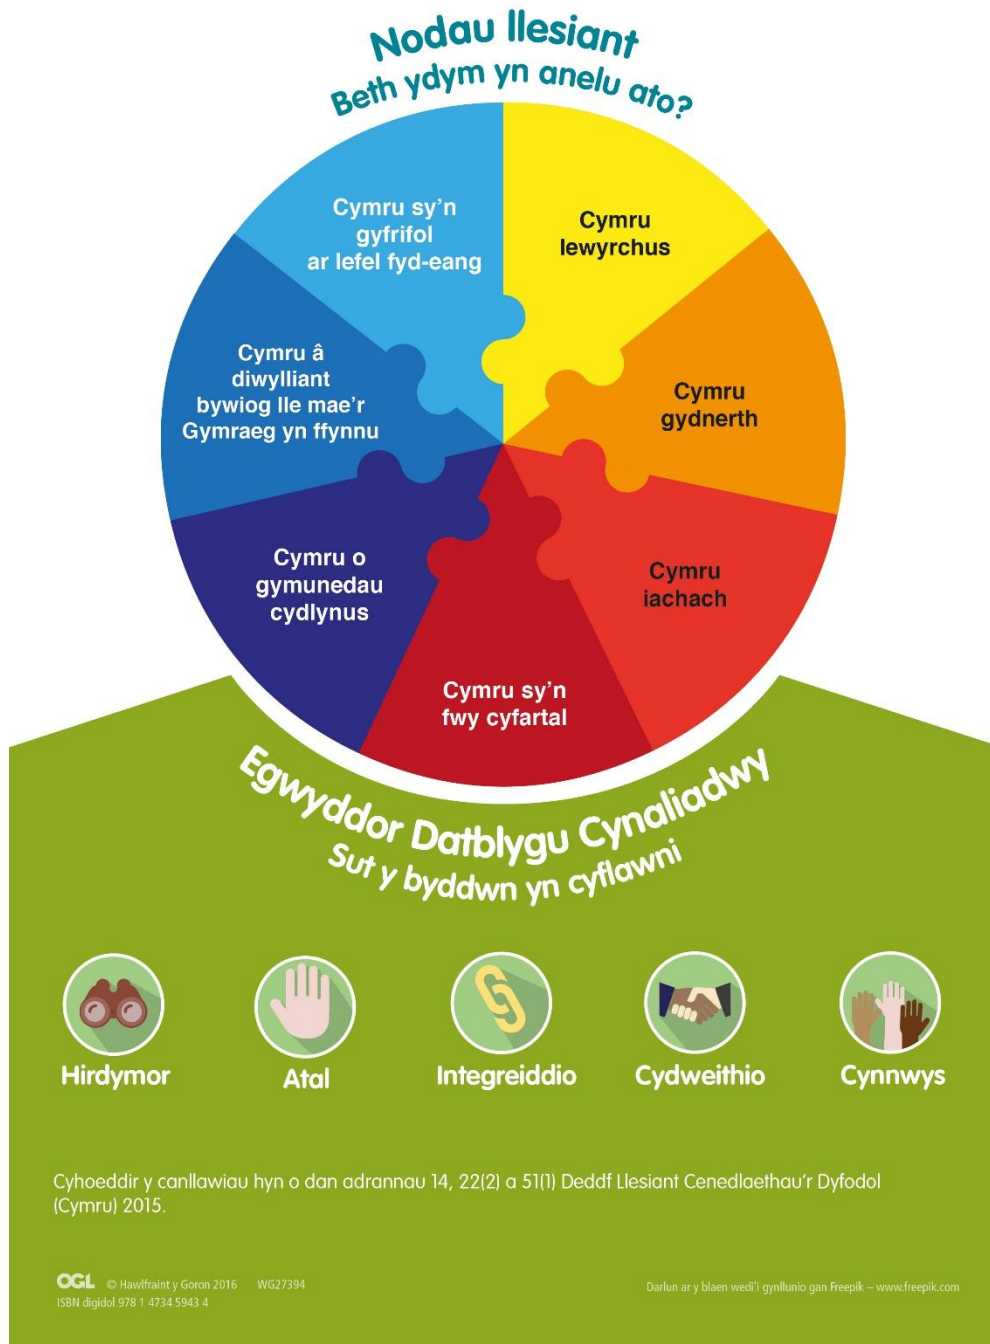 Nodau llesiant
Beth ydym yn anelu ato?
Cymru sy'n
gyfrifol
ar lefel fyd-eang
Cymru
lewyrchus
Cymru â
diwylliant
bywiog lle mae'r
Gymraeg yn ffynnu
Cymru
gydnerth
Cymru o
gymunedau
cydlynus
Cymru
iachach
Cymru sy'n
fwy cyfartal
Egwyddor Datblygu Cynaliadwy
Sut y byddwn yn cyflawni
Hirdymor
Atal
Integreiddio
Cydweithio
Cynnwys
Cyhoeddir y canllawiau hyn o dan adrannau 14, 22(2) a 51(1) Deddf Llesiant Cenedlaethau'r Dyfodol
(Cymru) 2015.
OGL © Hawlfraint y Goron 2016 WG27394
ISBN digidol 978 1 4734 5943 4
Darlun ar y blaen wedi'i gynllunio gan Freepik – www.freepik.com